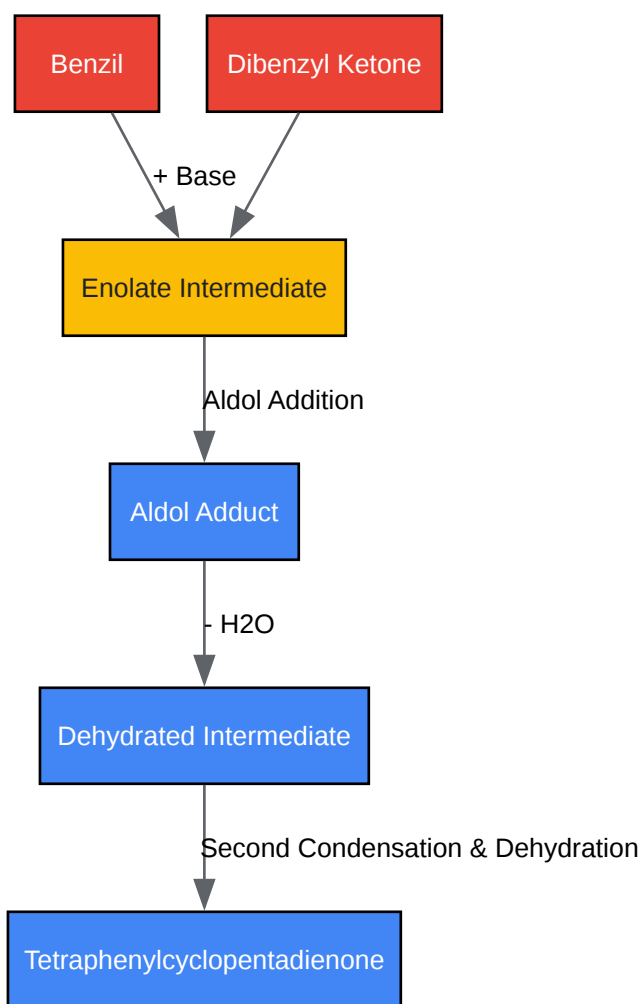 Benzil
Dibenzyl Ketone
+ Base
Enolate Intermediate
Aldol Addition
Aldol Adduct
- H2O
Dehydrated Intermediate
Second Condensation & Dehydration
Tetraphenylcyclopentadienone